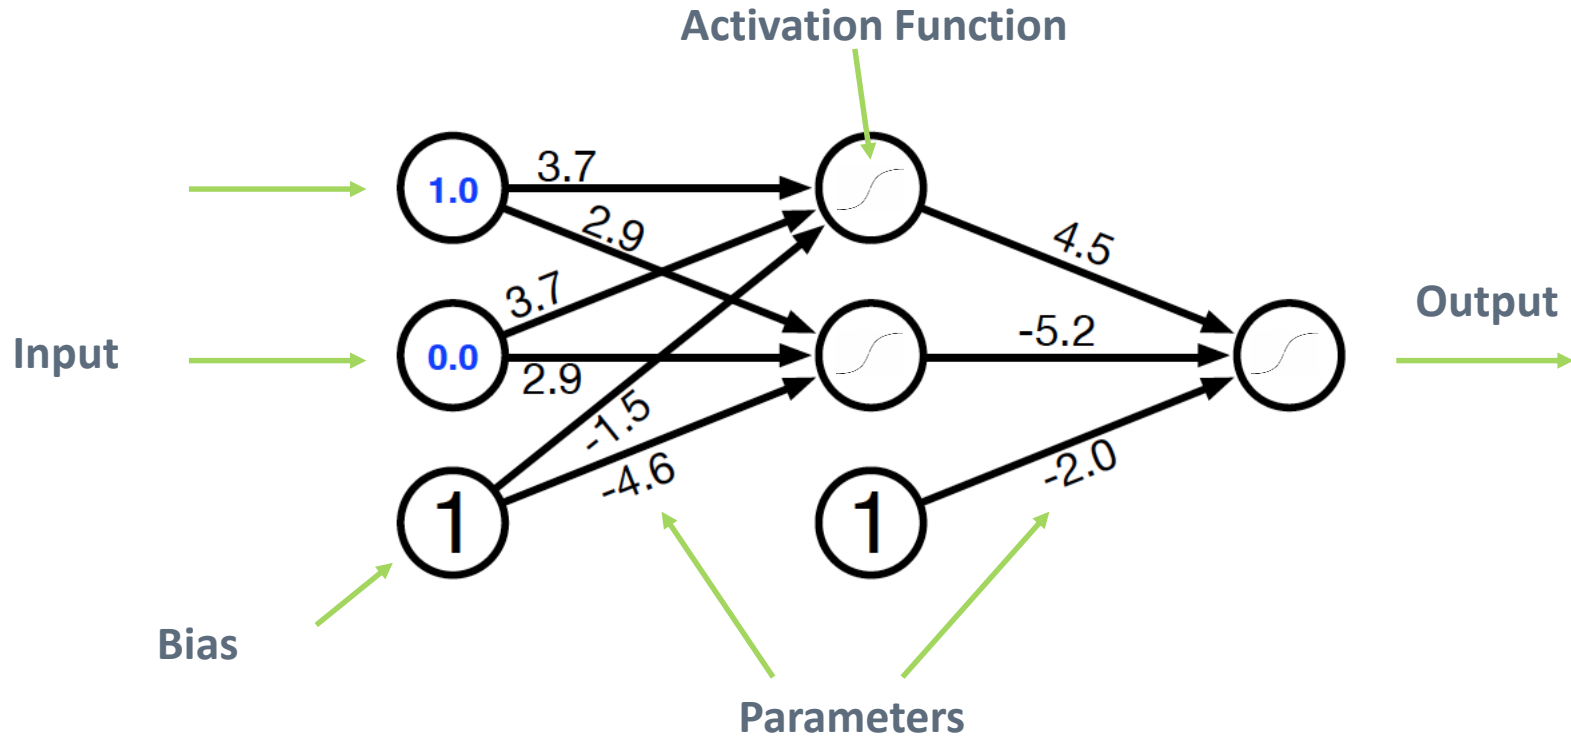 Activation Function
3.7
1.0
2.9
4.5
3.7
Output
-5.2
Input
0.0
2.9
-1.5
-4.6
-2.0
1
1
Bias
Parameters